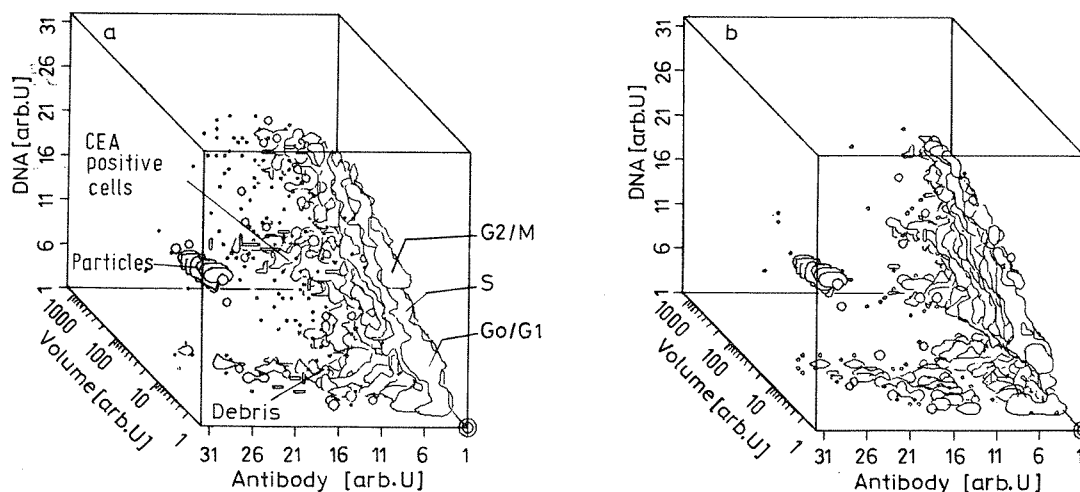 a
DNA [arb.U]
31
26
21
16
11
6
1
CEA
positive
cells
Particles
Debris
G2/M
S
Go/G1
1000
100
10
1
Volume [arb.U]
31 26 21 16 11 6 1
Antibody [arb.U]
b
DNA [arb.U]
31
26
21
16
11
6
1
1000
100
10
1
Volume [arb.U]
31 26 21 16 11 6 1
Antibody [arb.U]